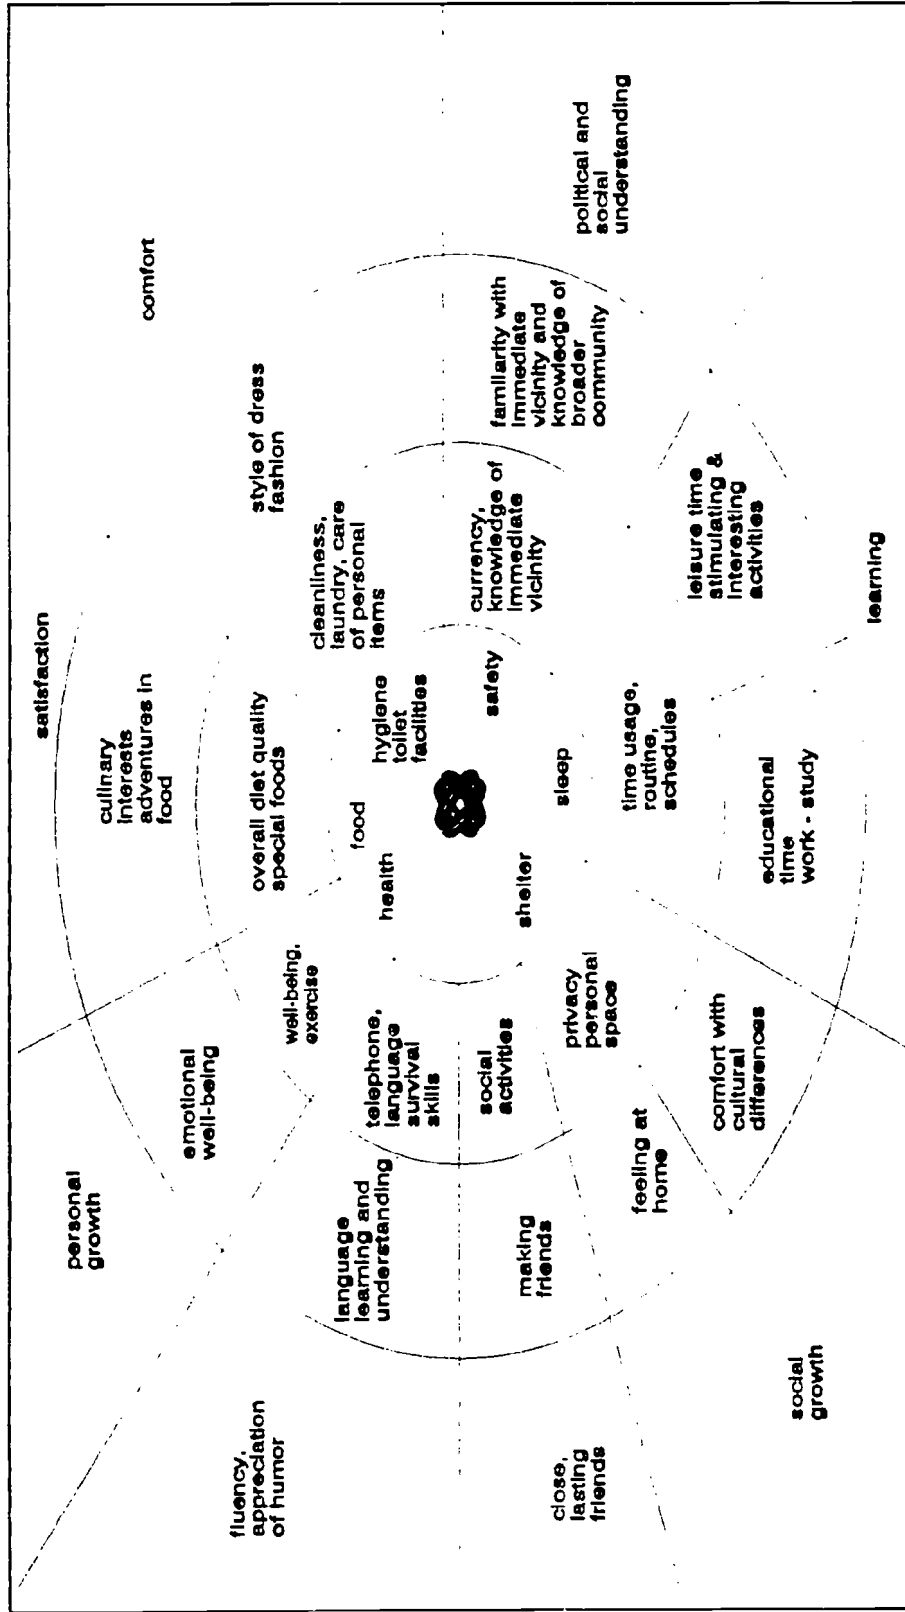 personal
growth
satisfaction
comfort
emotional
well-being
culinary
interests
adventures in
food
style of dress
fashion
fluency,
appreciation
of humor
well-being,
exercise
overall diet quality
special foods
cleanliness,
laundry, care
of personal
items
language
learning and
understanding
telephone,
language
survival
skills
health
food
hygiene
toilet
facilities
social
activities
making
friends
shelter
sleep
safety
currency,
knowledge of
immediate
vicinity
familarity with
immediate
vicinity and
knowledge of
broader
community
political and
social
understanding
close,
lasting
friends
feeling at
home
privacy
personal
space
time usage,
routine,
schedules
leisure time
stimulating &
interesting
activities
comfort with
cultural
differences
educational
time
work - study
social
growth
learning